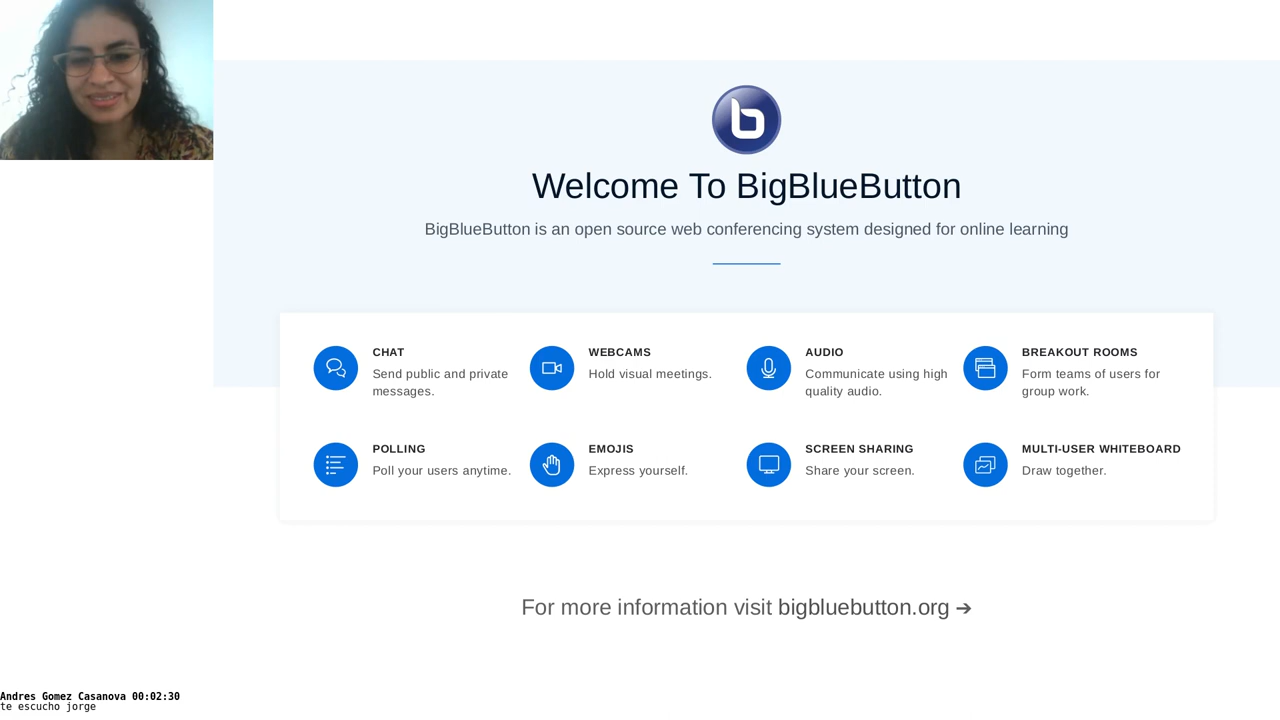 Welcome To BigBlueButton
BigBlueButton is an open source web conferencing system designed for online learning
CHAT
Send public and private
messages.
WEBCAMS
Hold visual meetings.
AUDIO
Communicate using high
quality audio.
BREAKOUT ROOMS
Form teams of users for
group work.
POLLING
Poll your users anytime.
EMOJIS
Express yourself.
SCREEN SHARING
Share your screen.
MULTI-USER WHITEBOARD
Draw together.
For more information visit bigbluebutton.org ➔
Andres Gomez Casanova 00:02:30
te escucho jorge